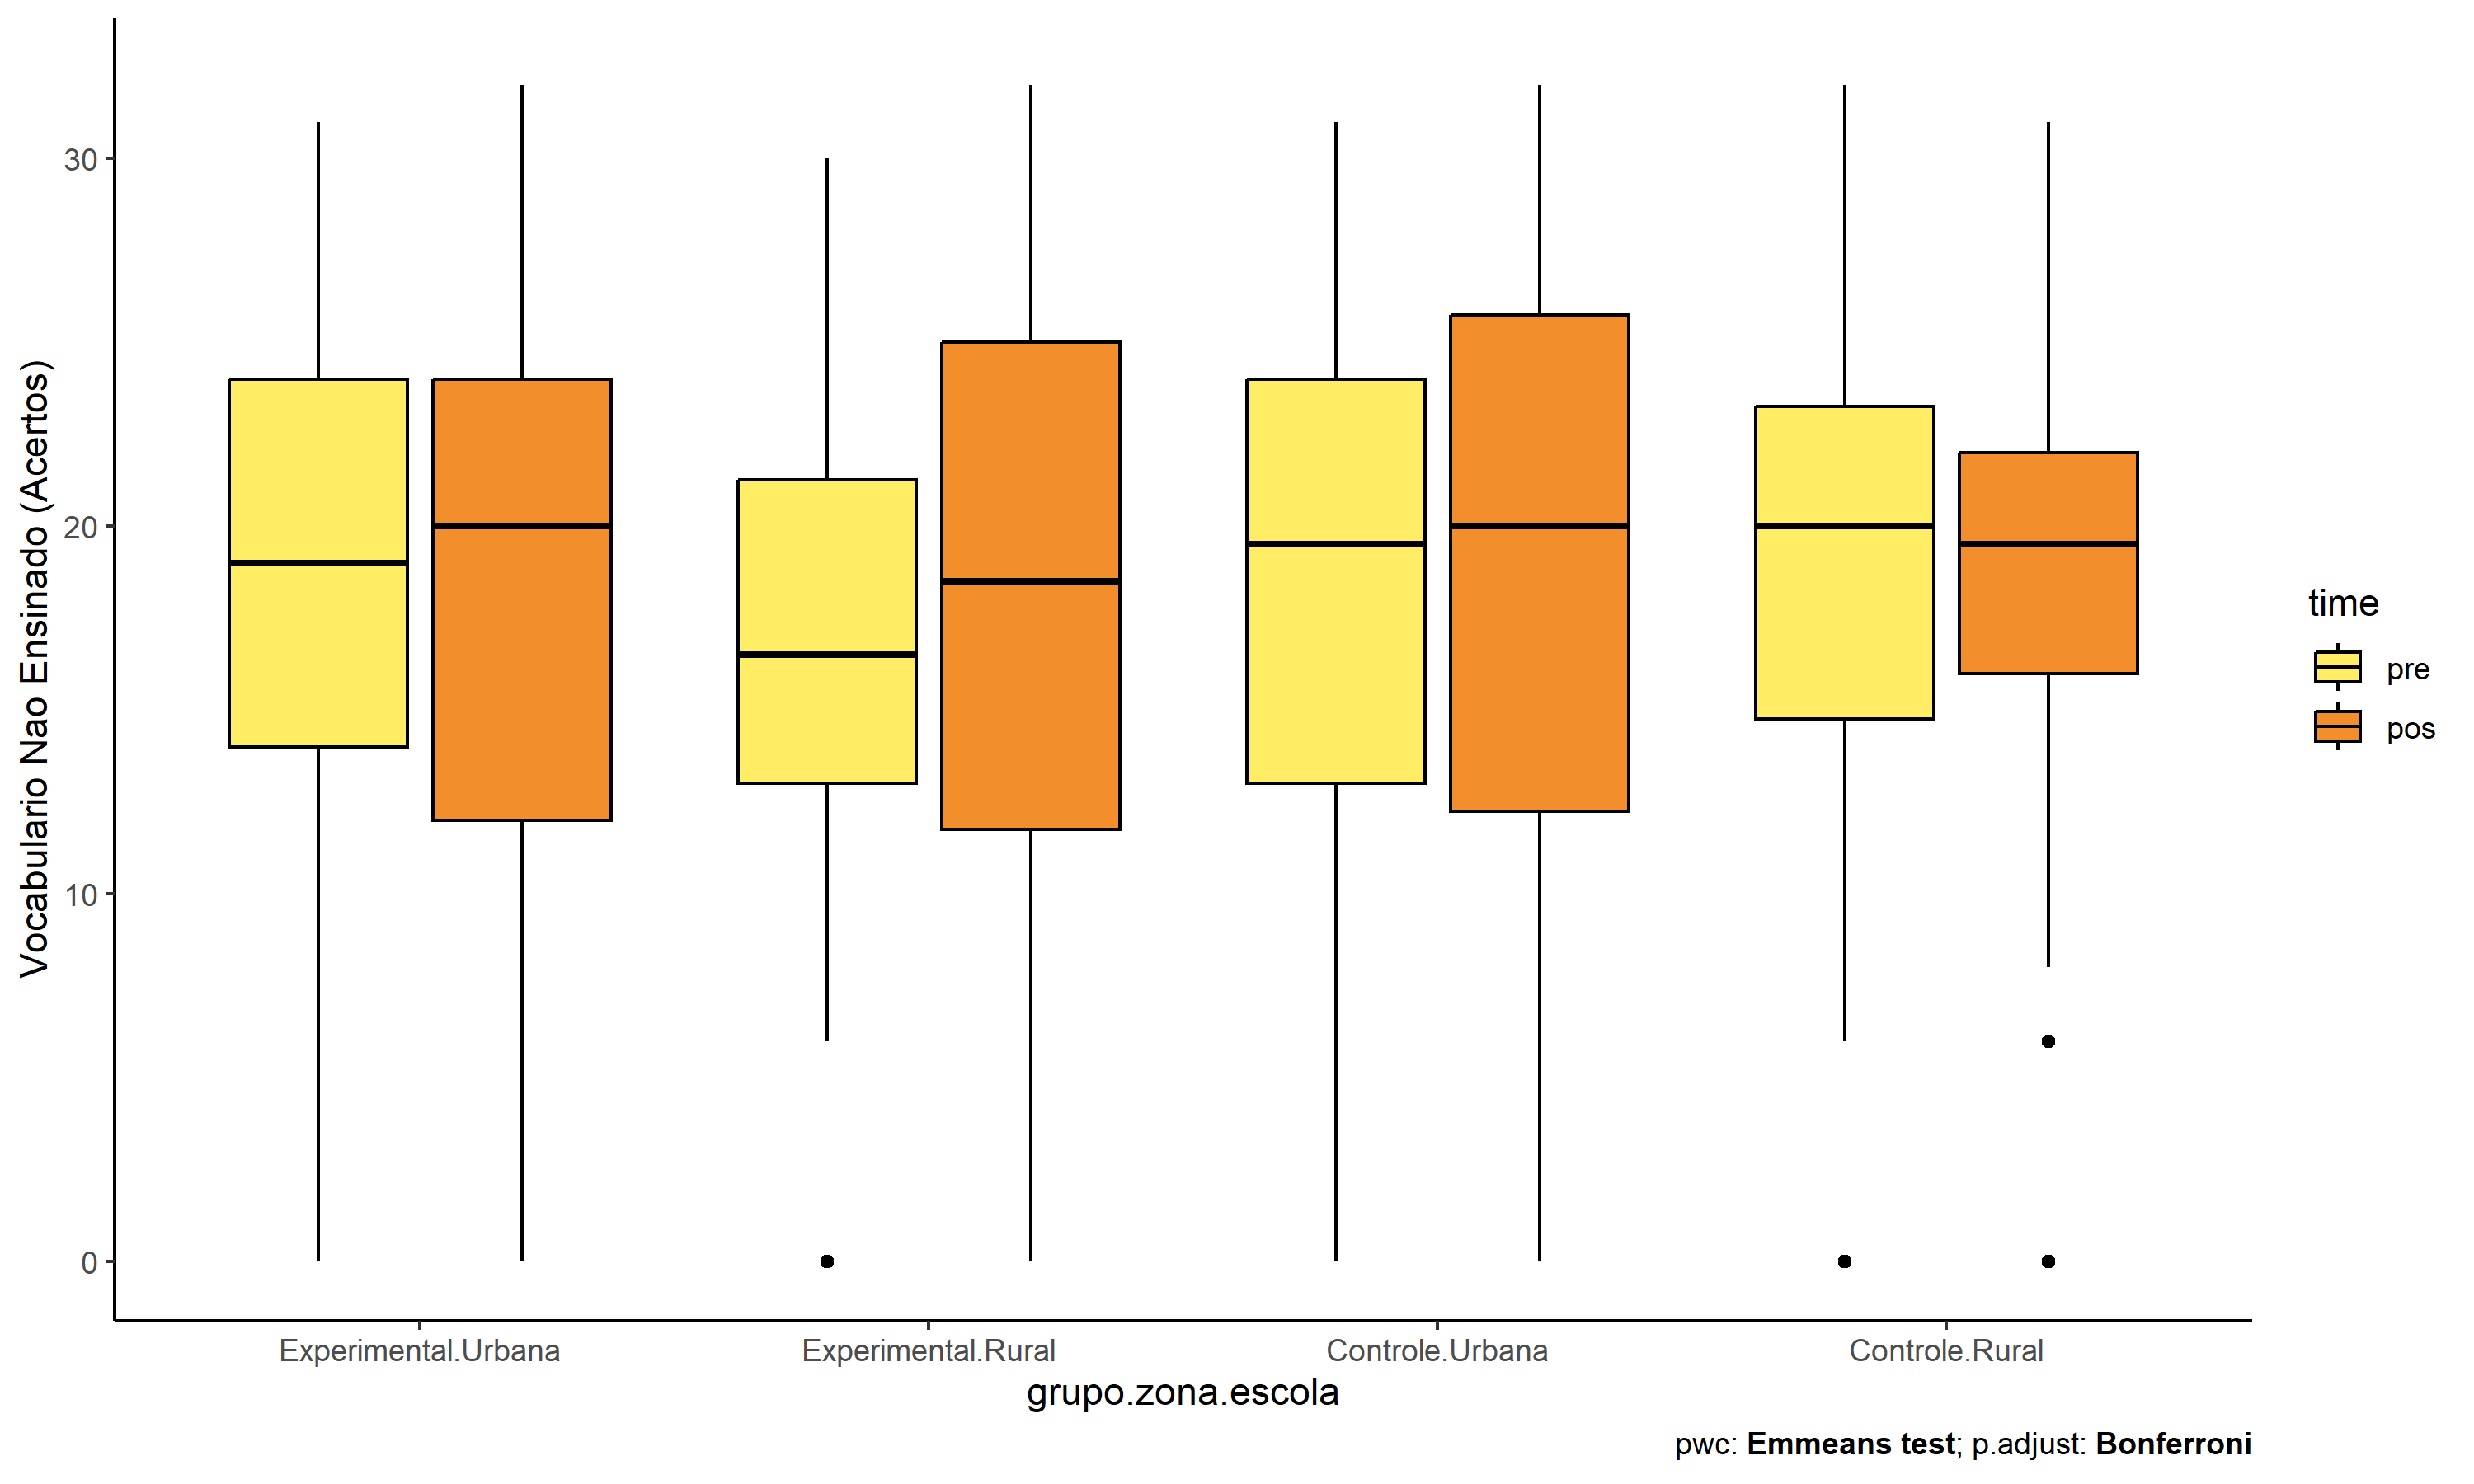 Vocabulario Nao Ensinado (Acertos)
30
20
10
0
Experimental.Urbana
Experimental.Rural
Controle.Urbana
Controle.Rural
grupo.zona.escola
time
pre
pos
pwc: Emmeans test; p.adjust: Bonferroni